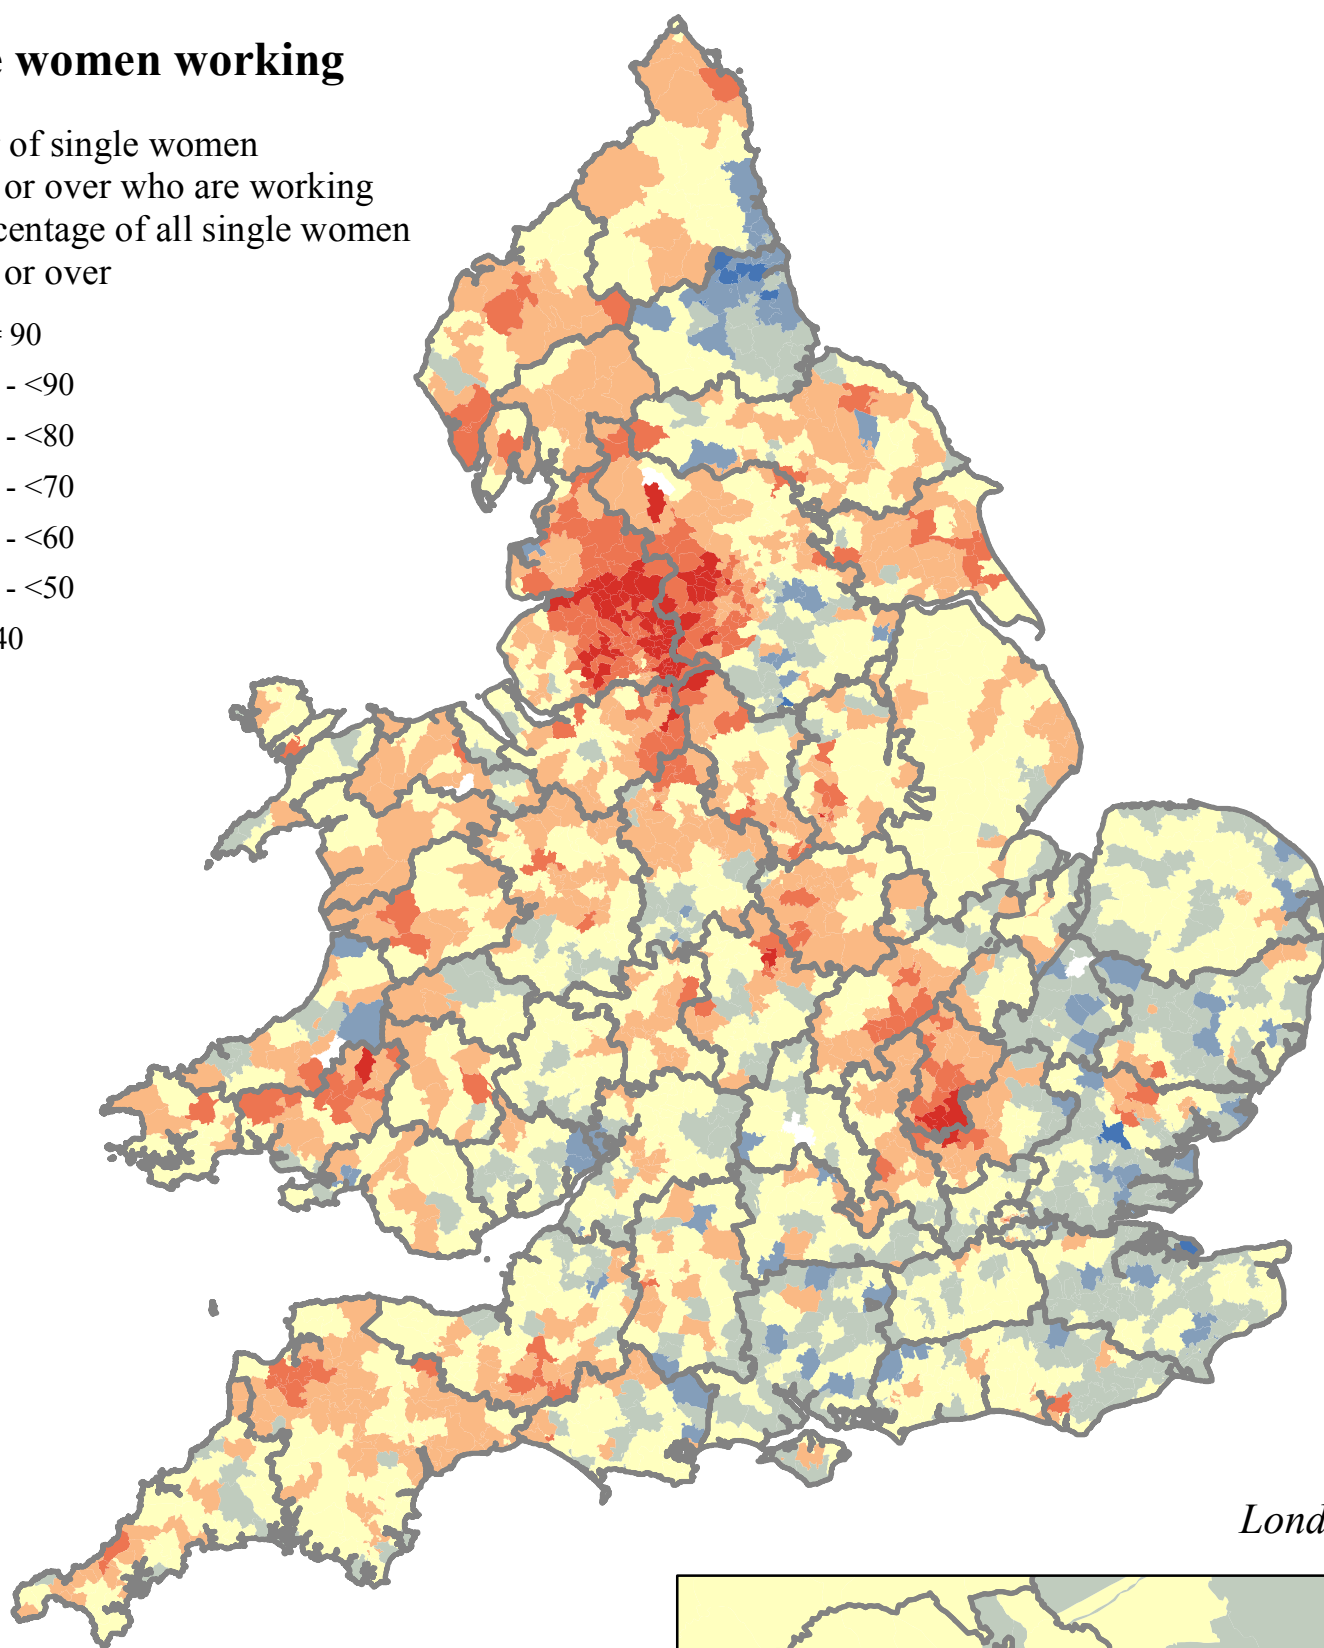 women working
of single women
or over who are working
centage of all single women
or over
90
- <90
- <80
- <70
- <60
- <50
40
Lond